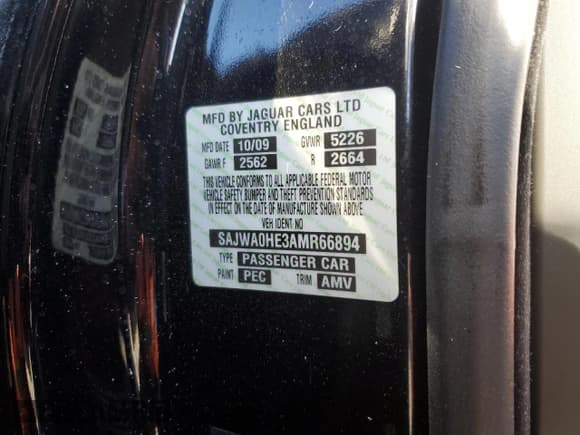 MFD BY JAGUAR CARS LTD
COVENTRY ENGLAND
MFD DATE 10/09 GVWR 5226
GAWR F 2562 R 2664
THIS VEHICLE CONFORMS TO ALL APPLICABLE FEDERAL MOTOR
VEHICLE SAFETY BUMPER AND THEFT PREVENTION STANDARDS
IN EFFECT ON THE DATE OF MANUFACTURE SHOWN ABOVE.
VEH IDENT NO
SAJWA0HE3AMR66894
TYPE PASSENGER CAR
PAINT PEC TRIM AMV